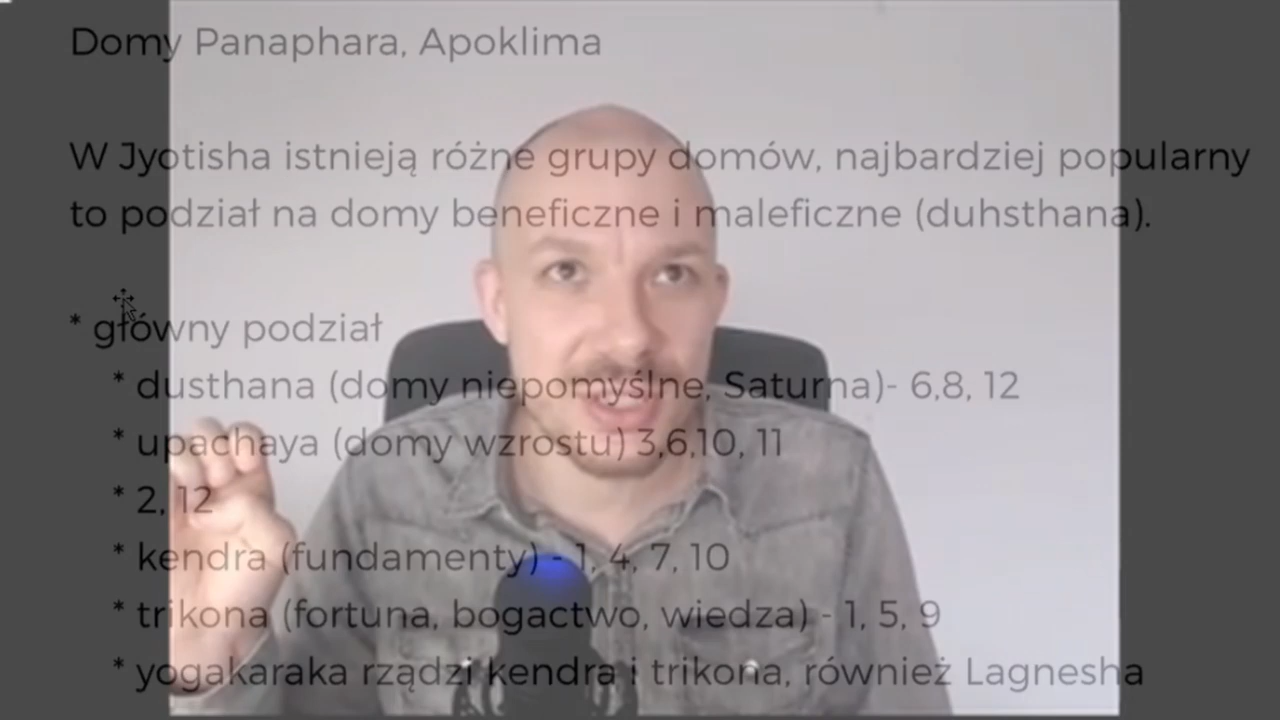 Domy Panaphara, Apoklima
W Jyotisha istnieją różne grupy domów, najbardziej popularny
to podział na domy beneficzne i maleficzne (duhsthana).
* główny podział
* dusthana (domy niepomyślne, Saturna)- 6,8, 12
* upachaya (domy wzrostu) 3,6,10, 11
* 2, 12
* kendra (fundamenty) - 1, 4, 7, 10
* trikona (fortuna, bogactwo, wiedza) - 1, 5, 9
* yogakaraka rządzi kendra i trikona, również Lagnesha